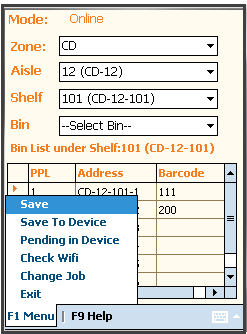 Mode: Online
Zone: CD
Aisle 12 (CD-12)
Shelf 101 (CD-12-101)
Bin --Select Bin--
Bin List under Shelf:101 (CD-12-101)
PPL Address Barcode
1 CD-12-101-1 111
200
Save
Save To Device
Pending in Device
Check Wifi
Change Job
Exit
F1 Menu | F9 Help